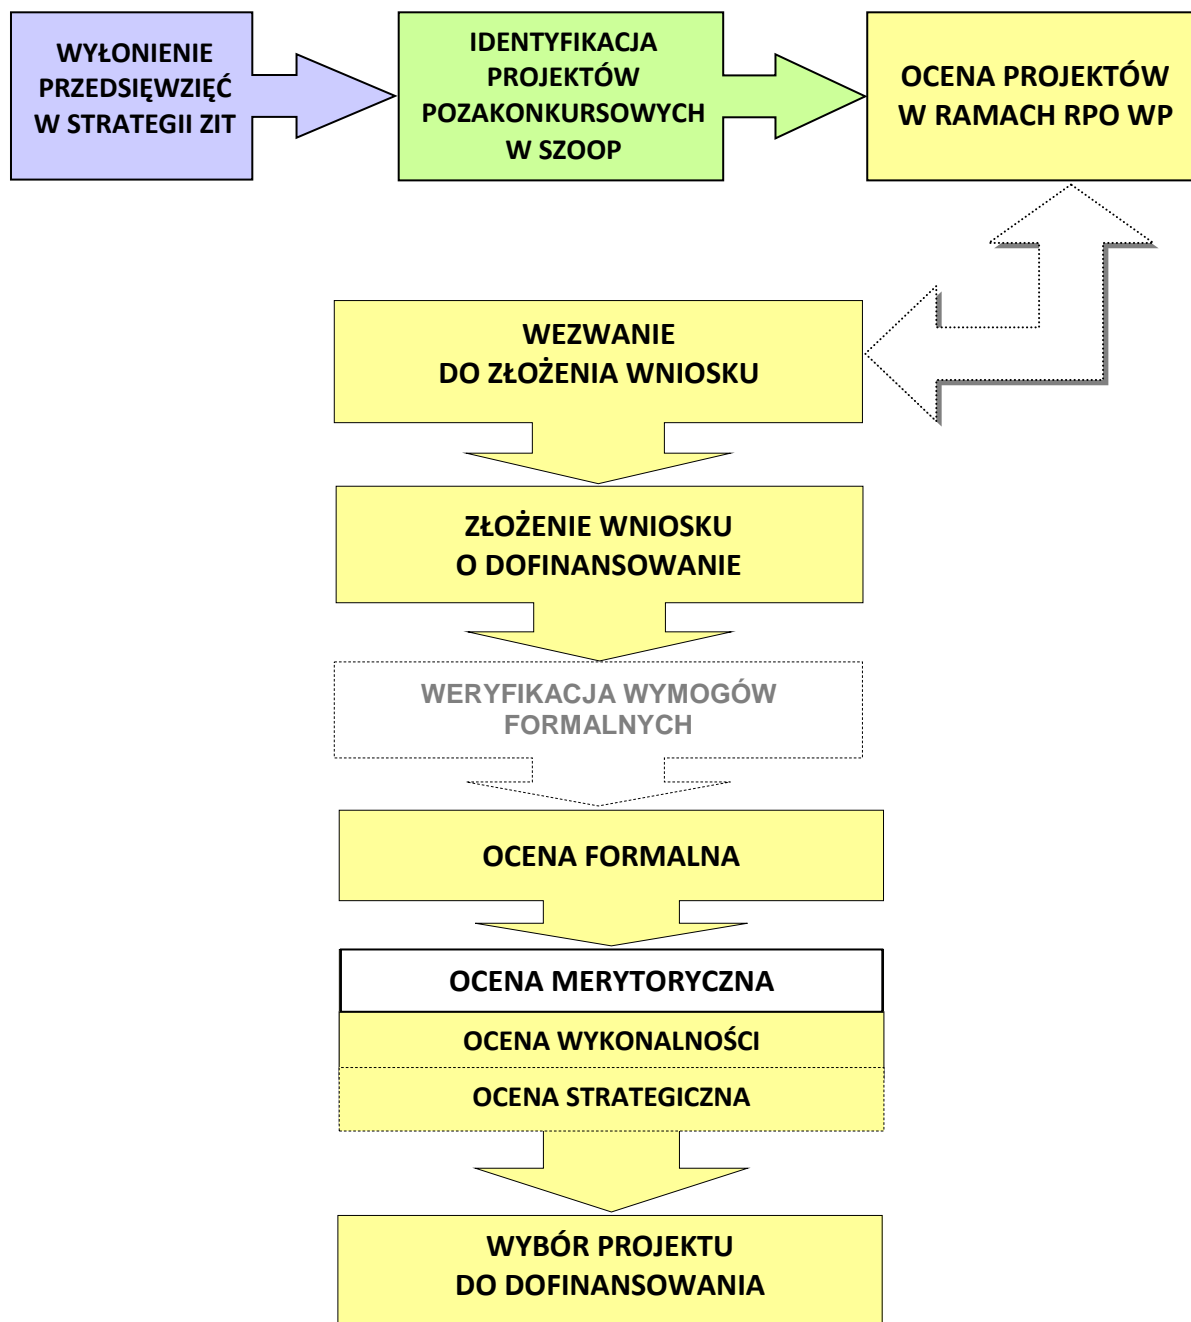 WYŁONIENIE
PRZEDSIĘWZIĘĆ
W STRATEGII ZIT
IDENTYFIKACJA
PROJEKTÓW
POZAKONKURSOWYCH
W SZOOP
OCENA PROJEKTÓW
W RAMACH RPO WP
WEZWANIE
DO ZŁOŻENIA WNIOSKU
ZŁOŻENIE WNIOSKU
O DOFINANSOWANIE
WERYFIKACJA WYMOGÓW
FORMALNYCH
OCENA FORMALNA
OCENA MERYTORYCZNA
OCENA WYKONALNOŚCI
OCENA STRATEGICZNA
WYBÓR PROJEKTU
DO DOFINANSOWANIA